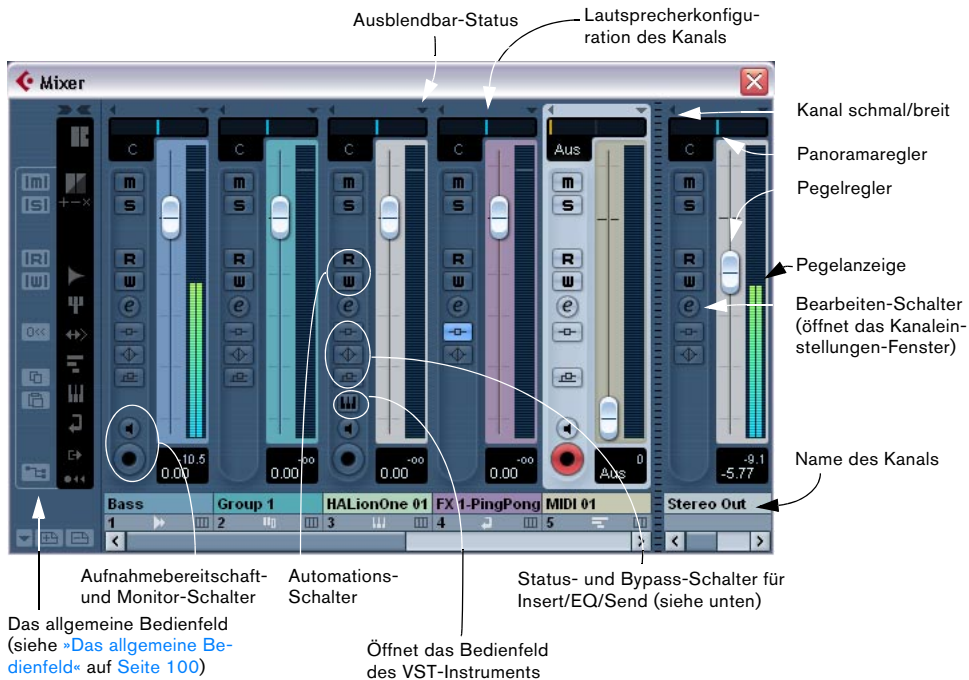 Ausblendbar-Status
Lautsprecherkonfigu-
ration des Kanals
Mixer
Kanal schmal/breit
Panoramaregler
Pegelregler
Pegelanzeige
Bearbeiten-Schalter
(öffnet das Kanalein-
stellungen-Fenster)
Name des Kanals
C C C C Aus C
m m m m m
S S S S S
R R R R R R
W W W W W W
e e e e e e
-10.5 -oo -oo -oo 0 -9.1
0.00 0.00 0.00 0.00 Aus -5.77
Bass Group 1 HALionOne 01 FX 1-PingPong MIDI 01 Stereo Out
1 2 3 4 5
Aufnahmebereitschaft-
und Monitor-Schalter
Automations-
Schalter
Status- und Bypass-Schalter für
Insert/EQ/Send (siehe unten)
Das allgemeine Bedienfeld
(siehe »Das allgemeine Be-
dienfeld« auf Seite 100)
Öffnet das Bedienfeld
des VST-Instruments